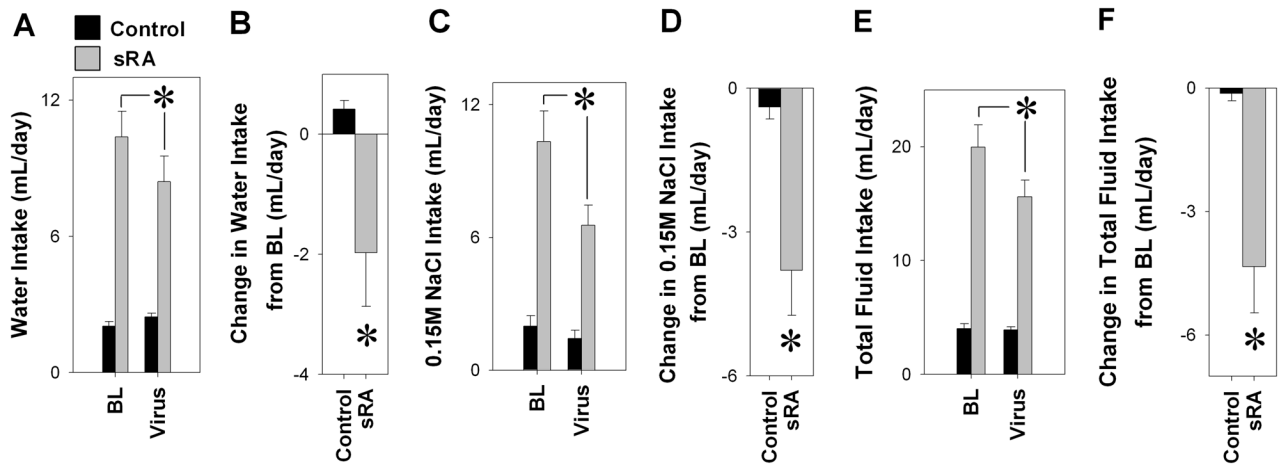 A
Control
sRA
Water Intake (mL/day)
12
6
0
*
BL
Virus
B
Change in Water Intake
from BL (mL/day)
0
-2
-4
*
Control
sRA
C
0.15M NaCl Intake (mL/day)
12
6
0
*
BL
Virus
D
Change in 0.15M NaCl Intake
from BL (mL/day)
-0
-3
-6
*
Control
sRA
E
Total Fluid Intake (mL/day)
20
10
0
*
BL
Virus
F
Change in Total Fluid Intake
from BL (mL/day)
0
-3
-6
*
Control
sRA